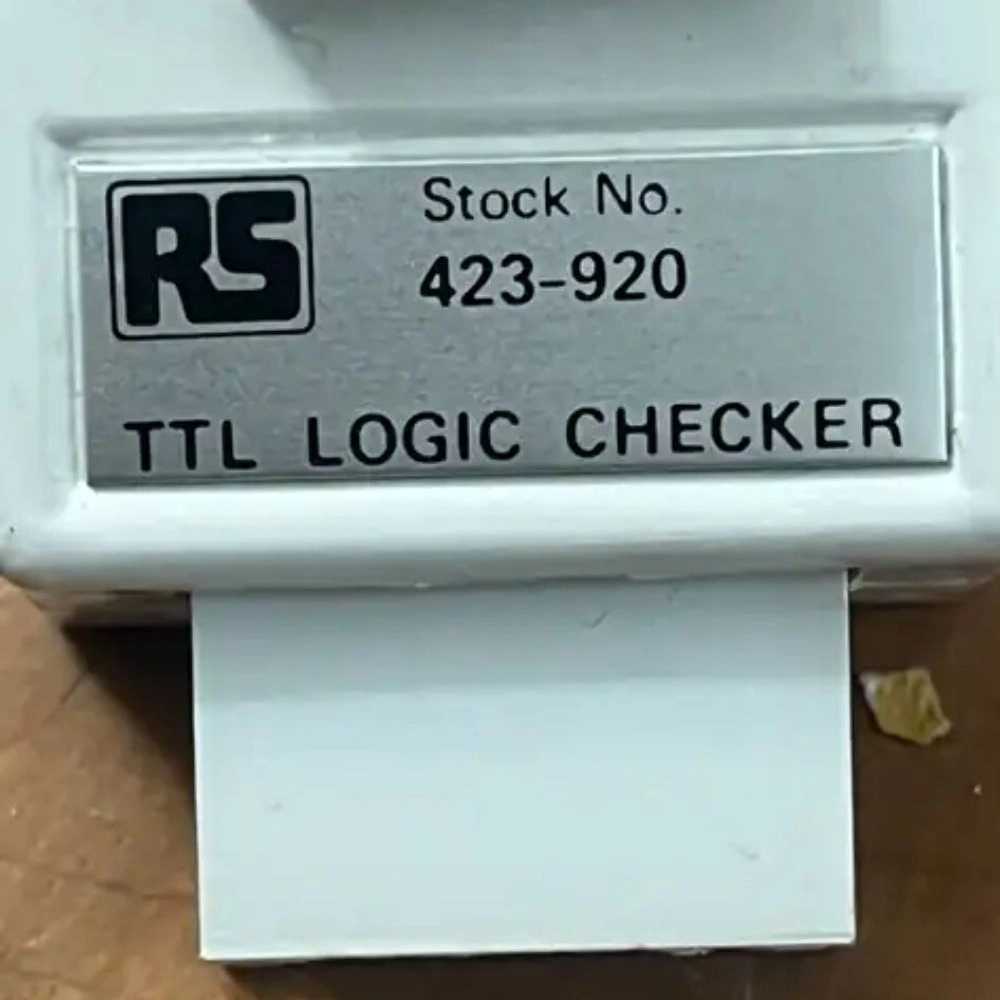 RS
Stock No.
423-920
TTL LOGIC CHECKER